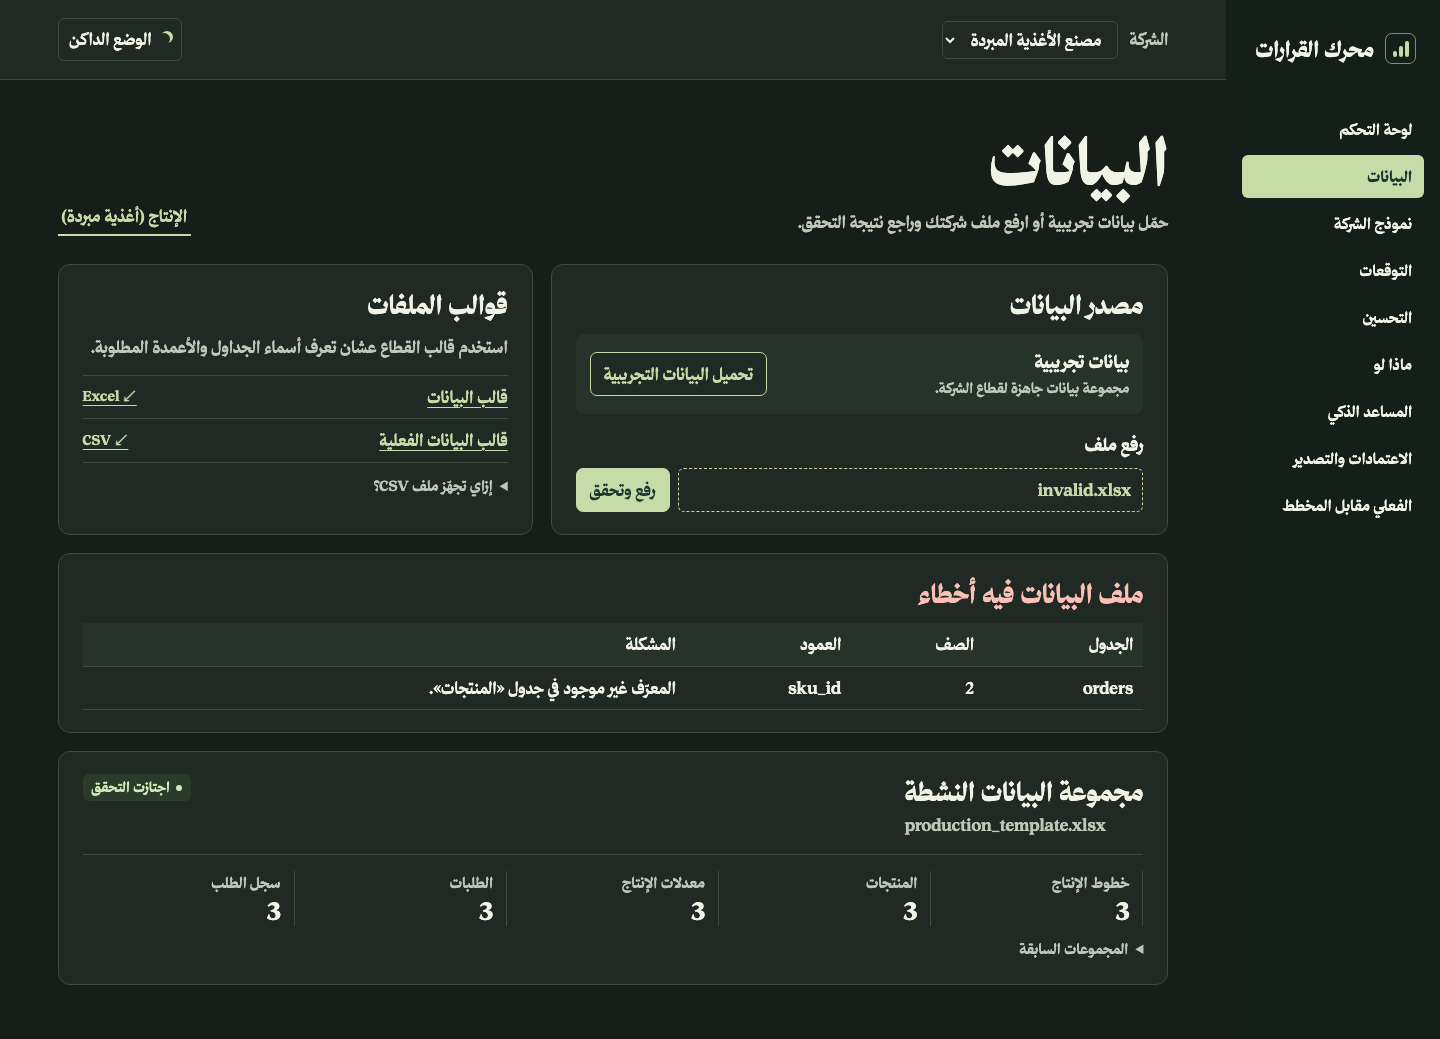 محرك القرارات
لوحة التحكم
البيانات
نموذج الشركة
التوقعات
التحسين
ماذا لو
المساعد الذكي
الاعتمادات والتصدير
الفعلي مقابل المخطط
الشركة
مصنع الأغذية المبردة
الوضع الداكن
البيانات
حمّل بيانات تجريبية أو ارفع ملف شركتك وراجع نتيجة التحقق.
الإنتاج (أغذية مبردة)
مصدر البيانات
بيانات تجريبية
مجموعة بيانات جاهزة لقطاع الشركة.
تحميل البيانات التجريبية
رفع ملف
invalid.xlsx
رفع وتحقق
قوالب الملفات
استخدم قالب القطاع عشان تعرف أسماء الجداول والأعمدة المطلوبة.
قالب البيانات Excel ↙
قالب البيانات الفعلية CSV ↙
إزاي تجهّز ملف CSV؟
ملف البيانات فيه أخطاء
الجدول الصف العمود المشكلة
orders 2 sku_id المعرّف غير موجود في جدول «المنتجات».
مجموعة البيانات النشطة
production_template.xlsx
اجتازت التحقق
خطوط الإنتاج المنتجات معدلات الإنتاج الطلبات سجل الطلب
3 3 3 3 3
المجموعات السابقة